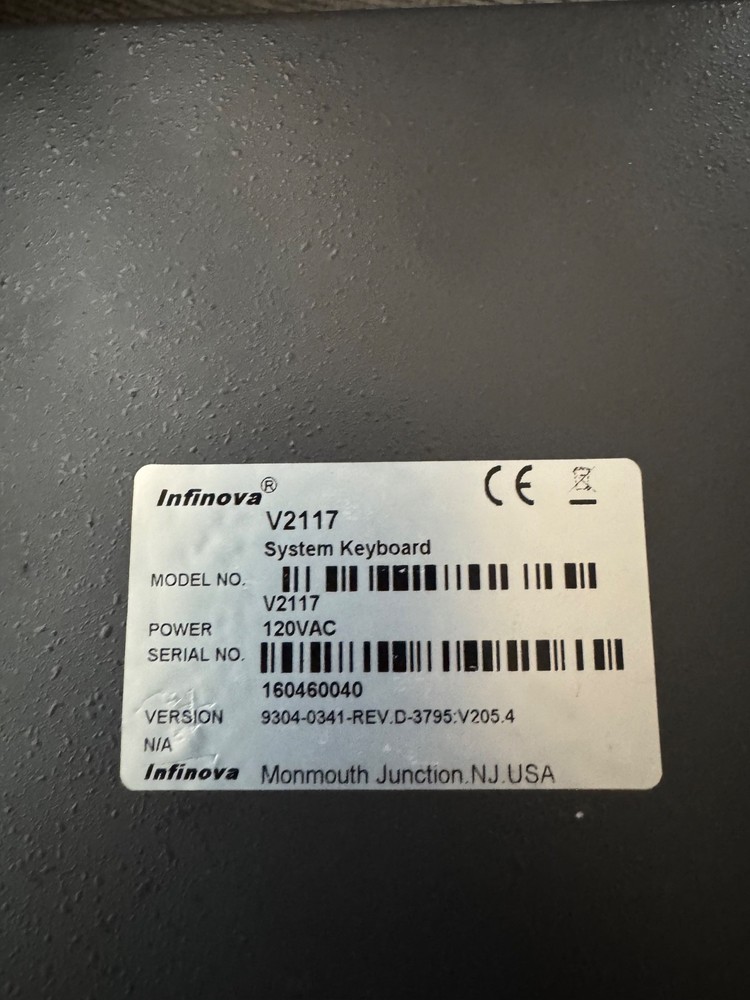 Infinova®
V2117
System Keyboard
MODEL NO.
V2117
POWER 120VAC
SERIAL NO.
160460040
VERSION 9304-0341-REV.D-3795:V205.4
N/A
Infinova Monmouth Junction.NJ.USA